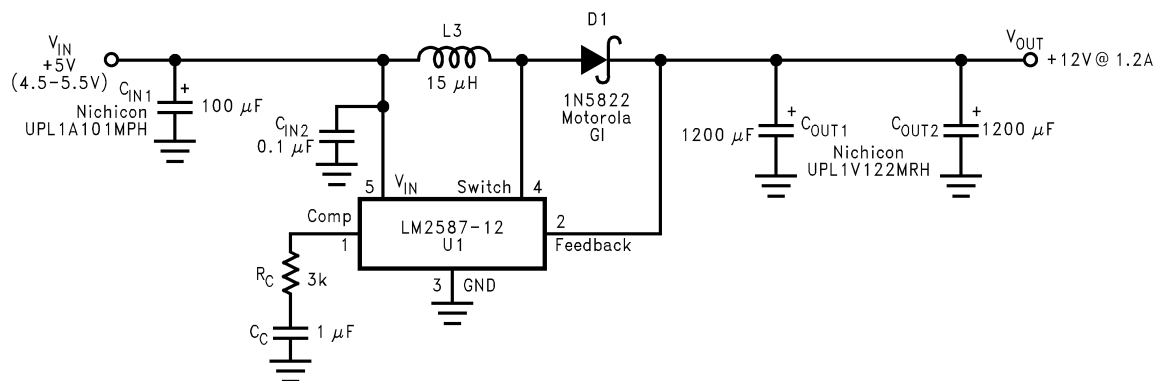 V_IN
+5V
(4.5-5.5V)
C_IN1
+
100 μF
Nichicon
UPL1A101MPH
L3
15 μH
D1
1N5822
Motorola
GI
V_OUT
+12V@ 1.2A
C_IN2
0.1 μF
+
1200 μF
C_OUT1
Nichicon
UPL1V122MRH
C_OUT2
+
1200 μF
5
V_IN
Switch
4
Comp
1
LM2587-12
U1
2
Feedback
3
GND
R_C
3k
C_C
1 μF